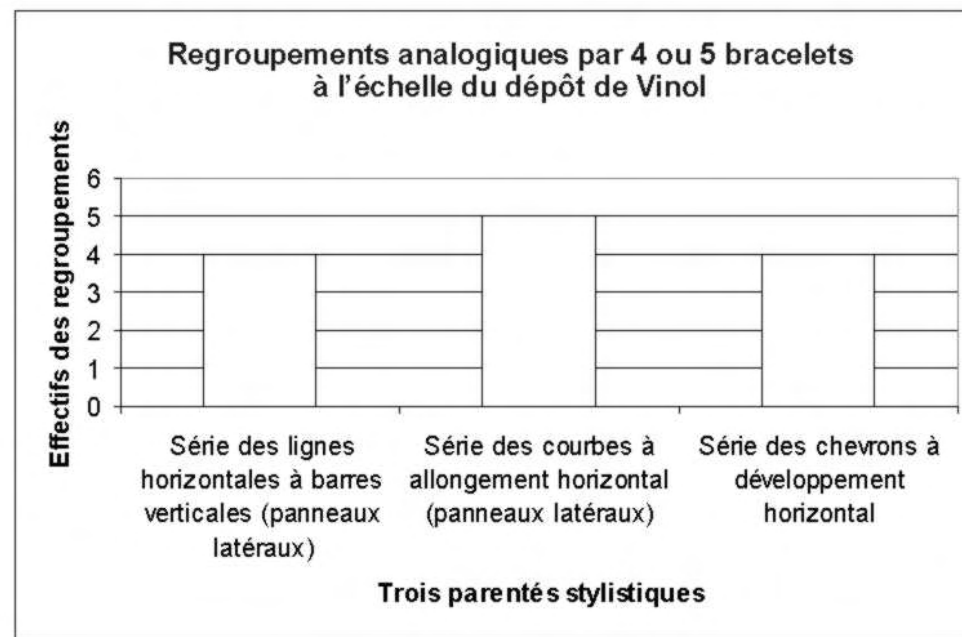 Regroupements analogiques par 4 ou 5 bracelets
à l'échelle du dépôt de Vinol
Effectifs des regroupements
6
5
4
3
2
1
0
Série des lignes
horizontales à barres
verticales (panneaux
latéraux)
Série des courbes à
allongement horizontal
(panneaux latéraux)
Série des chevrons à
développement
horizontal
Trois parentés stylistiques